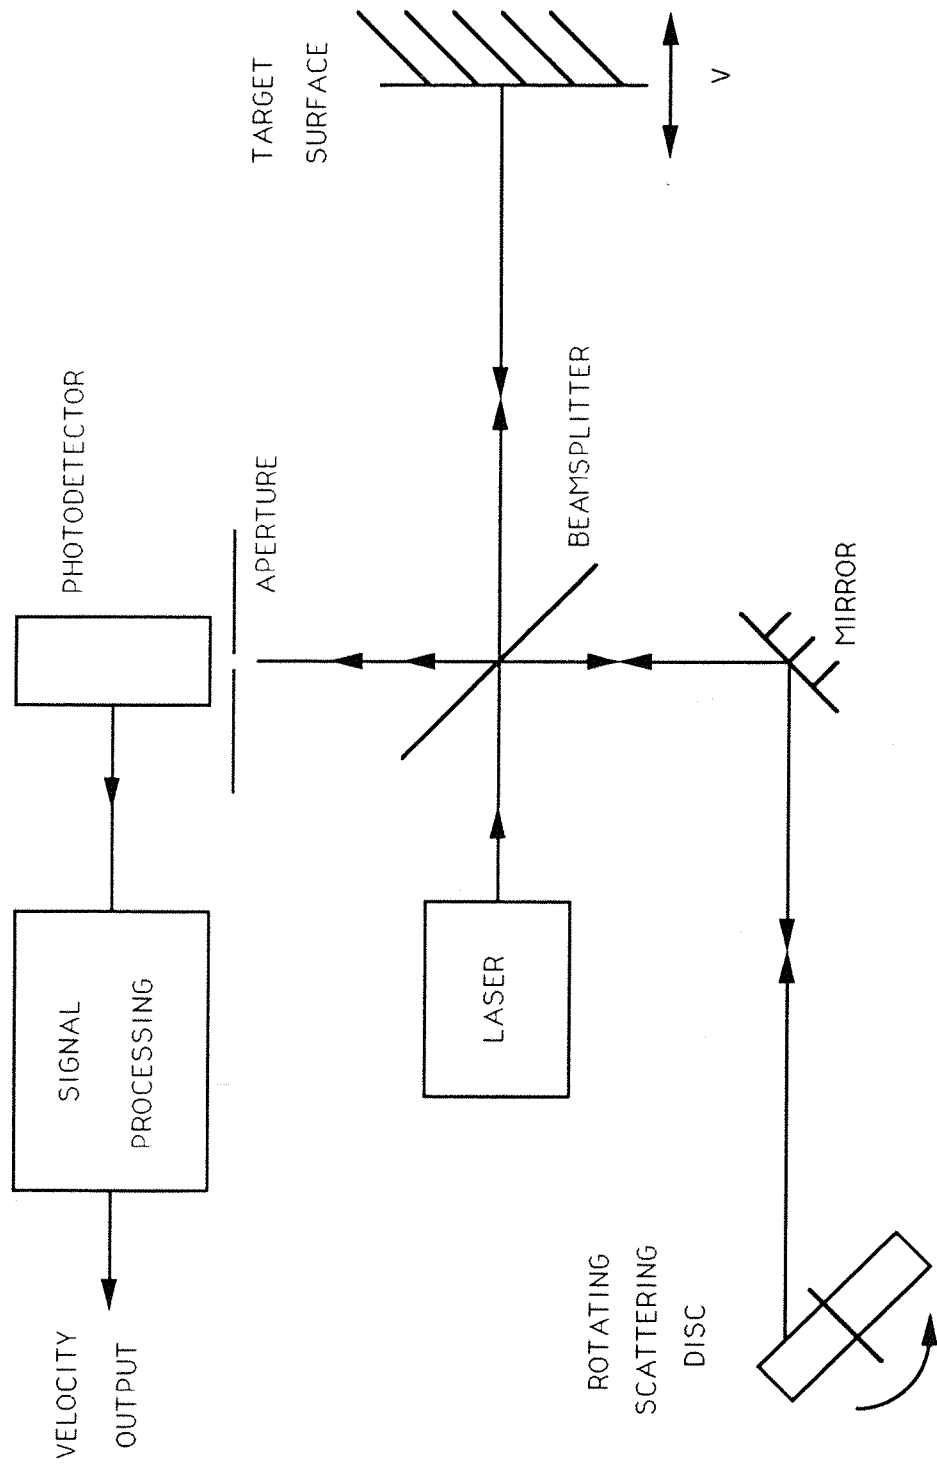 TARGET
SURFACE
V
PHOTODETECTOR
APERTURE
BEAMSPLITTER
MIRROR
SIGNAL
PROCESSING
LASER
VELOCITY
OUTPUT
ROTATING
SCATTERING
DISC